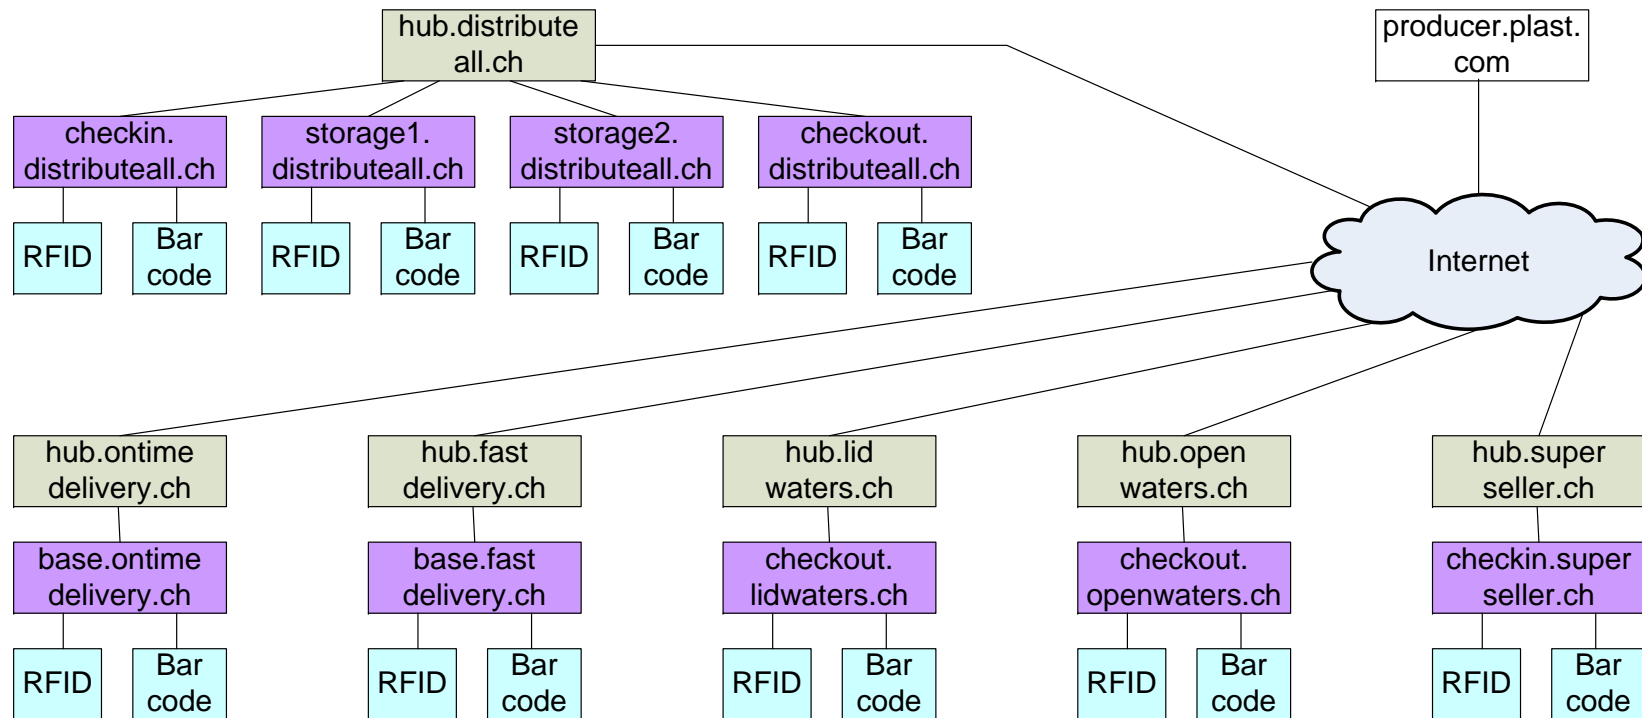 hub.distribute
all.ch
producer.plast.
com
checkin.
distributeall.ch
storage1.
distributeall.ch
storage2.
distributeall.ch
checkout.
distributeall.ch
RFID
Bar
code
RFID
Bar
code
RFID
Bar
code
RFID
Bar
code
Internet
hub.ontime
delivery.ch
hub.fast
delivery.ch
hub.lid
waters.ch
hub.open
waters.ch
hub.super
seller.ch
base.ontime
delivery.ch
base.fast
delivery.ch
checkout.
lidwaters.ch
checkout.
openwaters.ch
checkin.super
seller.ch
RFID
Bar
code
RFID
Bar
code
RFID
Bar
code
RFID
Bar
code
RFID
Bar
code